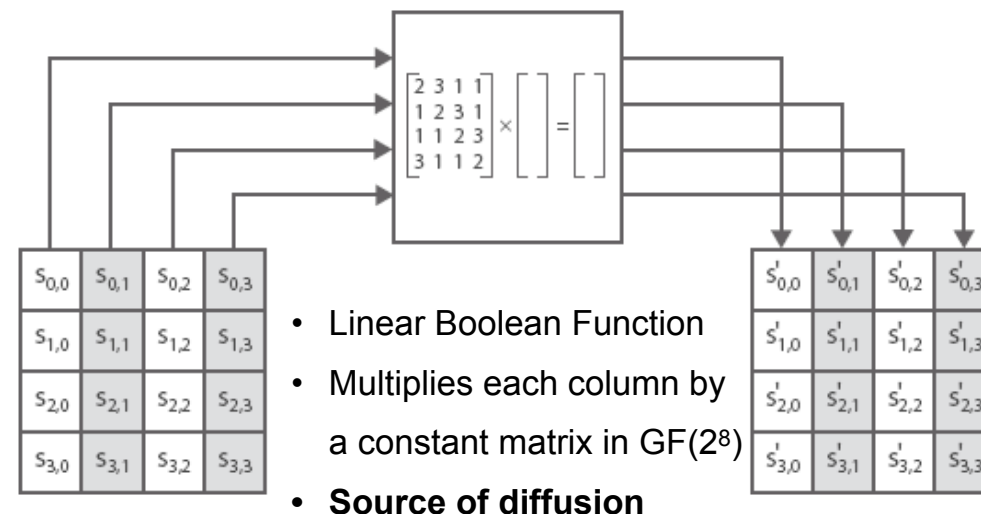 2 3 1 1
1 2 3 1
1 1 2 3
3 1 1 2
× =
S0,0 S0,1 S0,2 S0,3
S1,0 S1,1 S1,2 S1,3
S2,0 S2,1 S2,2 S2,3
S3,0 S3,1 S3,2 S3,3
• Linear Boolean Function
• Multiplies each column by
a constant matrix in GF(2⁸)
• Source of diffusion
S'0,0 S'0,1 S'0,2 S'0,3
S'1,0 S'1,1 S'1,2 S'1,3
S'2,0 S'2,1 S'2,2 S'2,3
S'3,0 S'3,1 S'3,2 S'3,3